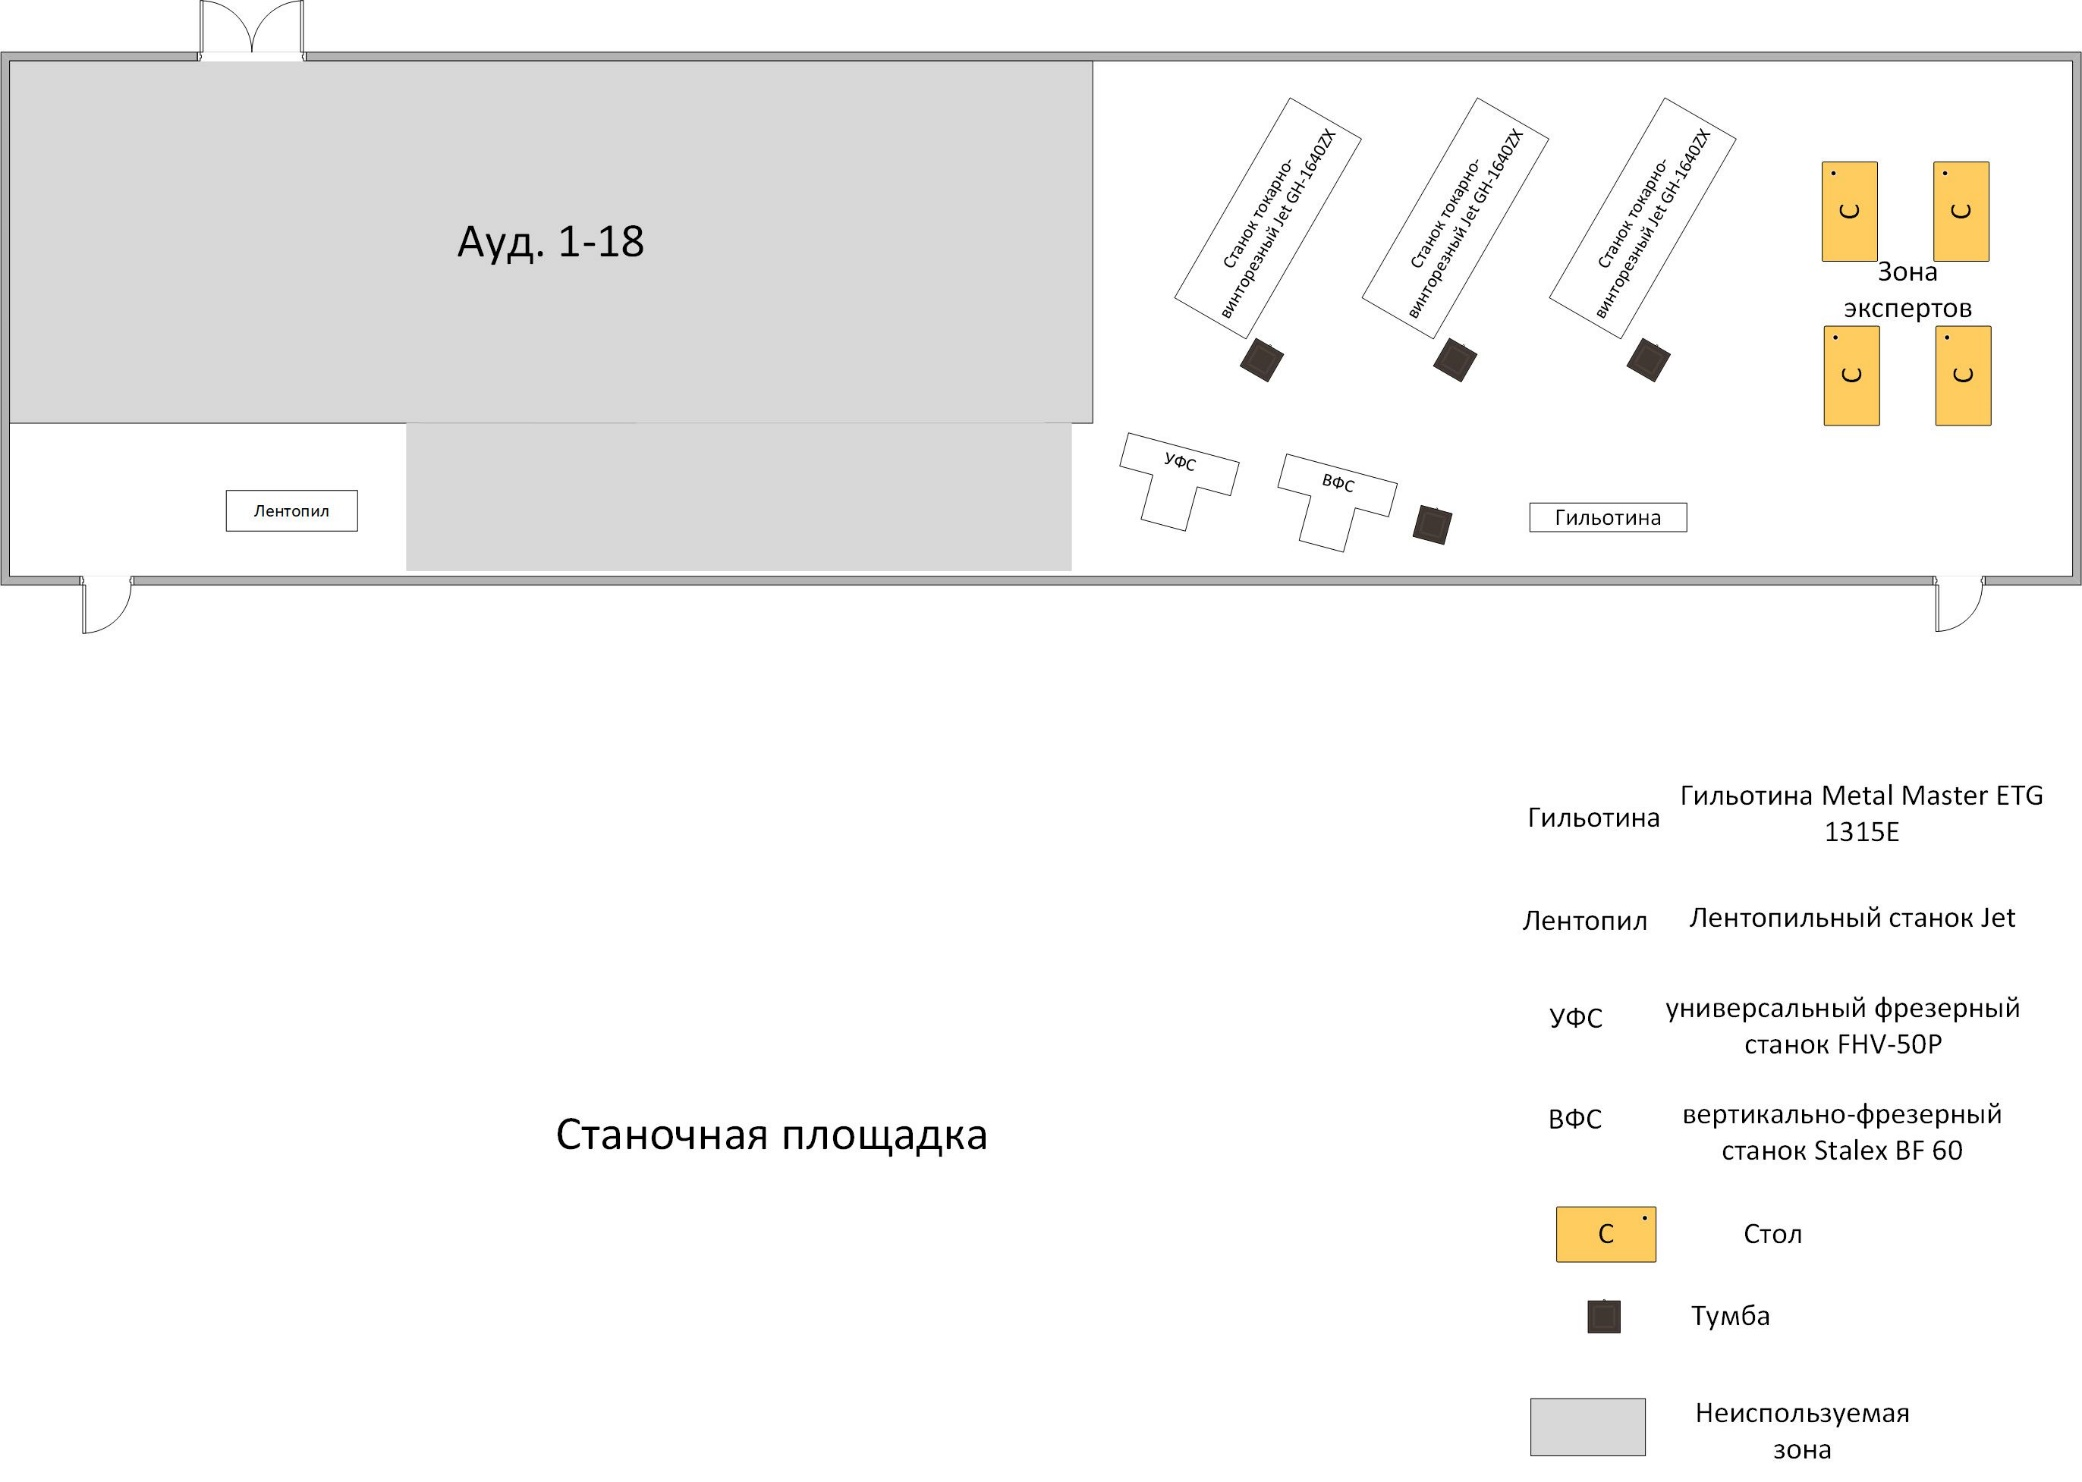 Ауд. 1-18
Станок токарно-
винторезный Jet GH-1640ZX
Станок токарно-
винторезный Jet GH-1640ZX
Станок токарно-
винторезный Jet GH-1640ZX
С
С
Зона
экспертов
С
С
Лентопил
УФС
ВФС
Гильотина
Гильотина
Гильотина Metal Master ETG
1315E
Лентопил
Лентопильный станок Jet
УФС
универсальный фрезерный
станок FHV-50P
ВФС
вертикально-фрезерный
станок Stalex BF 60
Станочная площадка
С
Стол
Тумба
Неиспользуемая
зона